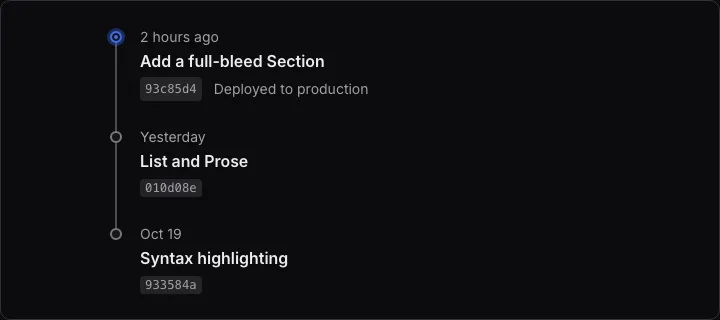 2 hours ago
Add a full-bleed Section
93c85d4 Deployed to production
Yesterday
List and Prose
010d08e
Oct 19
Syntax highlighting
933584a